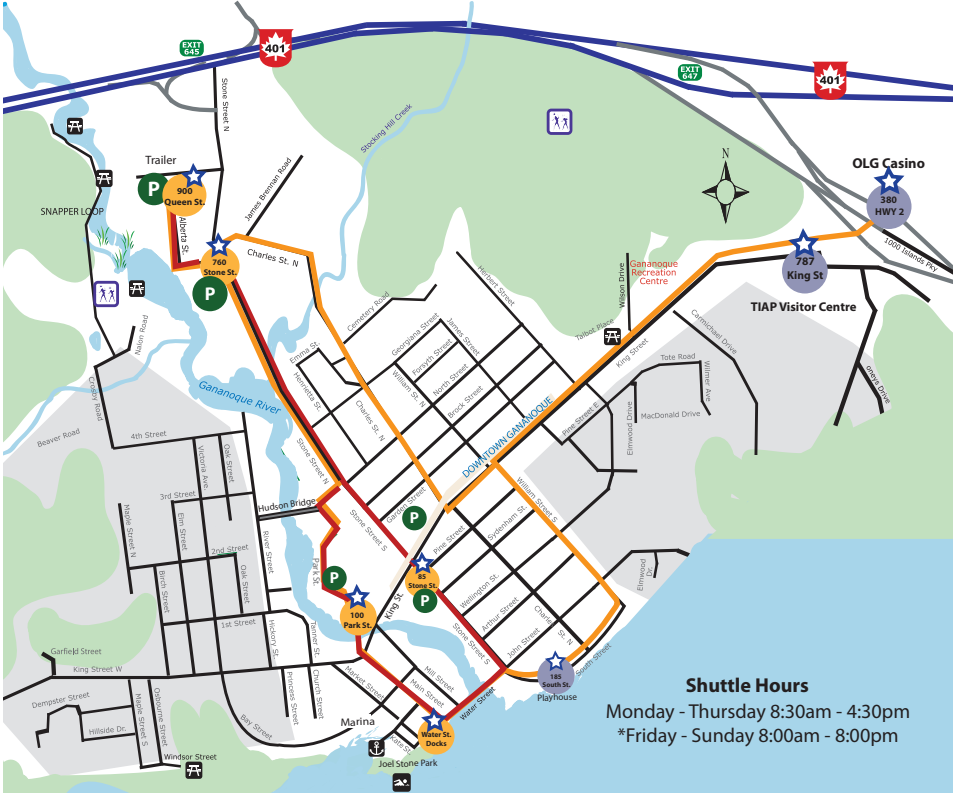 EXIT
645
401
EXIT
647
401
Stone Street N
Stocking Hill Creek
Trailer
P
900
Queen St.
James Brennan Road
N
OLG Casino
380
HWY 2
SNAPPER LOOP
Alberta St.
760
Stone St.
P
Charles St. N
1000 Islands Pky
787
King St
TIAP Visitor Centre
Gananoque
Recreation
Centre
Wilson Drive
Herbert Street
Cemetery Road
Talbot Place
King Street
Carmichael Drive
Nalon Road
Crosby Road
Georgiana Street
James Street
Forsyth Street
North Street
Brock Street
William St. N
Emma St.
Henrietta St.
Charles St. N
Tote Road
Wilmer Ave
MacDonald Drive
Elmwood Drive
Pine Street E
oneys Drive
Gananoque River
DOWNTOWN GANANOQUE
Beaver Road
4th Street
Victoria Ave.
Oak Street
Stone Street N
3rd Street
Hudson Bridge
Garden Street
P
William Street S
Maple Street N
Elm Street
2nd Street
River Street
Stone Street S
Pine Street
Sydenham St.
Birch Street
Oak Street
Park St.
P
85
Stone St.
P
Elmwood
Dr.
100
Park St.
King St.
Wellington St.
Arthur Street
Charles St. N
1st Street
Hickory St.
Tanner St.
Stone Street S
John Street
South Street
Garfield Street
King Street W
Market Street
Mill Street
Main Street
185
South St.
Playhouse
Dempster Street
Hillside Dr.
Maple Street S
Osbourne Street
Princess Street
Church Street
Bay Street
Water Street
Marina
Water St.
Docks
Kate St.
Windsor Street
Joel Stone Park
Shuttle Hours
Monday - Thursday 8:30am - 4:30pm
*Friday - Sunday 8:00am - 8:00pm